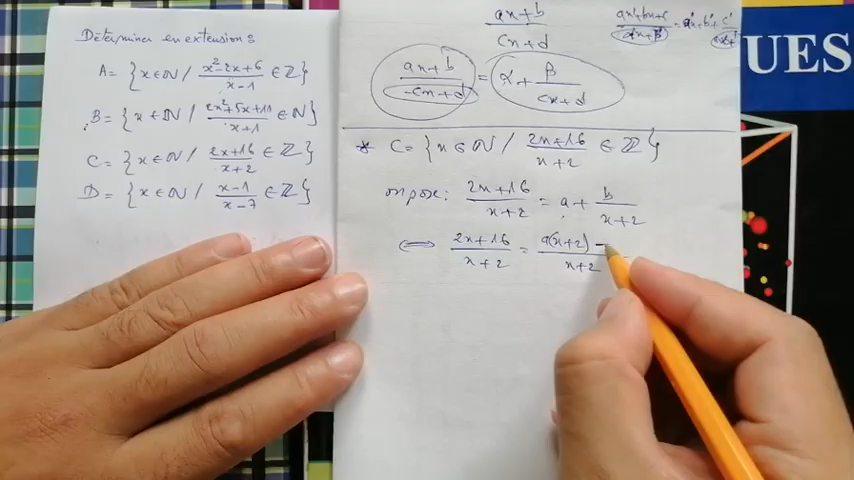 Déterminer en extensions
A = { x ∈ ℕ / x²-2x+6 / x-1 ∈ ℤ }
B = { x ∈ ℕ / 2x²+5x+11 / x+1 ∈ ℕ }
C = { x ∈ ℕ / 2x+16 / x+2 ∈ ℤ }
D = { x ∈ ℕ / x-1 / x-7 ∈ ℤ }
ax+b / cx+d
ax+b / cx+d = α + β / cx+d
* C = { x ∈ ℕ / 2x+16 / x+2 ∈ ℤ }
on pose: 2x+16 / x+2 = a + b / x+2
⟺ 2x+16 / x+2 = a(x+2) / x+2
UES